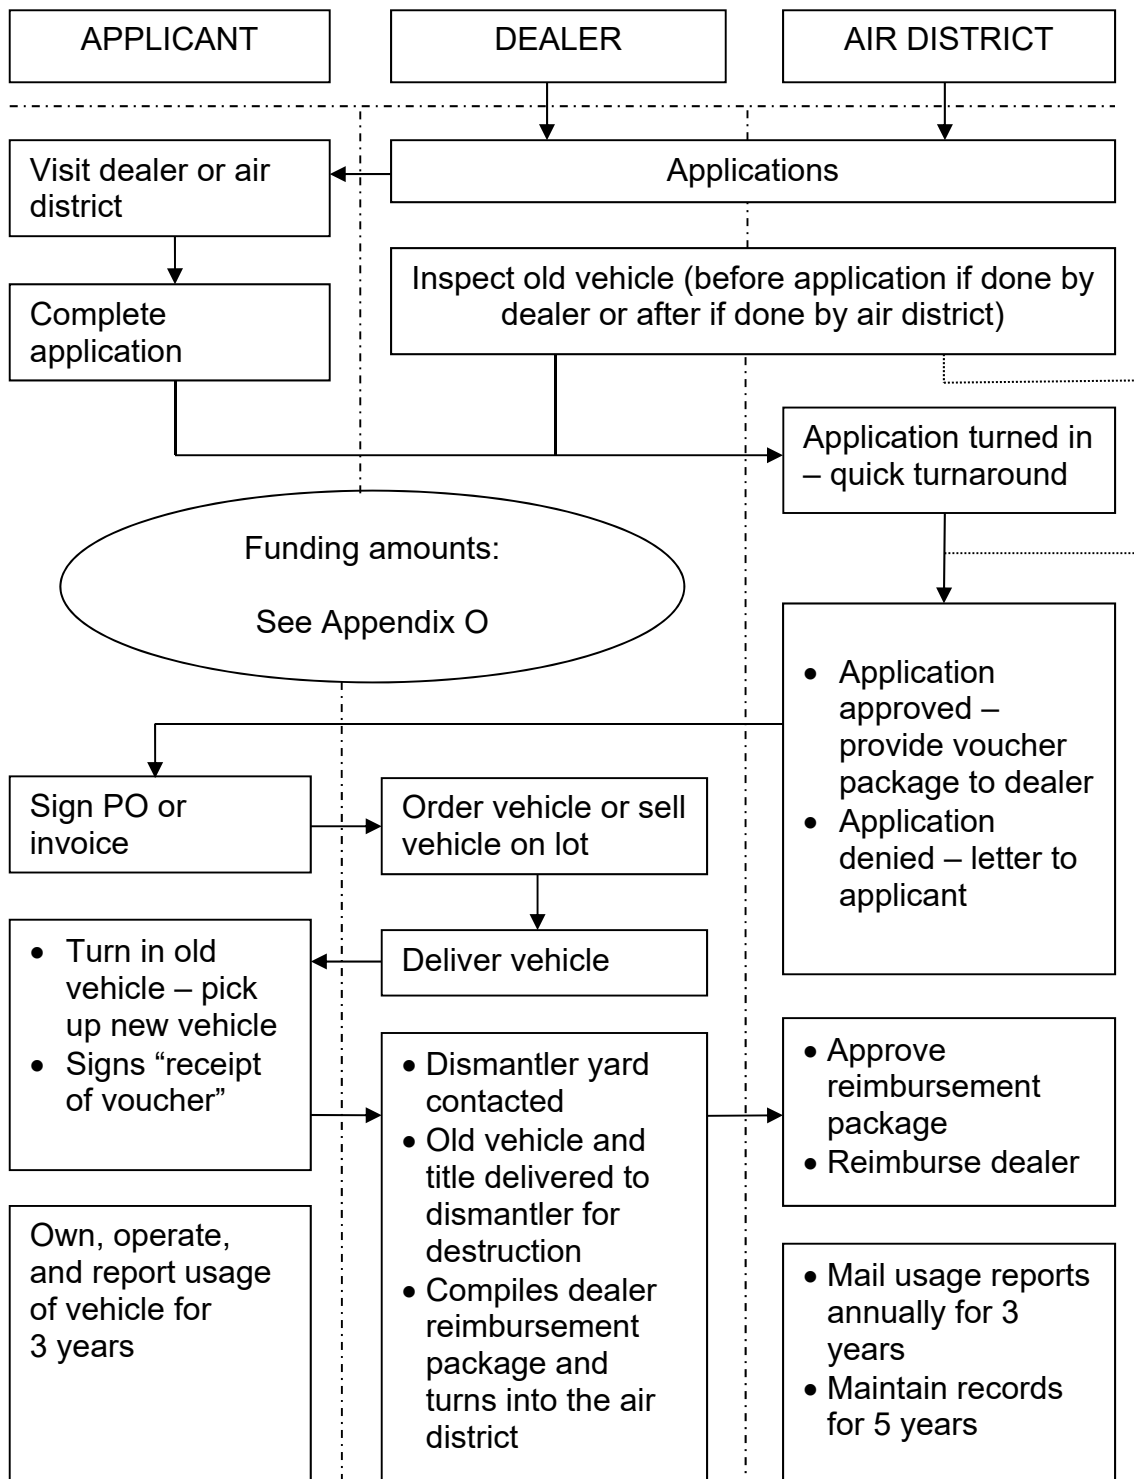 APPLICANT
DEALER
AIR DISTRICT
Visit dealer or air
district
Applications
Complete
application
Inspect old vehicle (before application if done by
dealer or after if done by air district)
Application turned in
– quick turnaround
Funding amounts:
See Appendix O
• Application
approved –
provide voucher
package to dealer
• Application
denied – letter to
applicant
Sign PO or
invoice
Order vehicle or sell
vehicle on lot
Deliver vehicle
• Turn in old
vehicle – pick
up new vehicle
• Signs “receipt
of voucher”
• Dismantler yard
contacted
• Old vehicle and
title delivered to
dismantler for
destruction
• Compiles dealer
reimbursement
package and
turns into the air
district
• Approve
reimbursement
package
• Reimburse dealer
Own, operate,
and report usage
of vehicle for
3 years
• Mail usage reports
annually for 3
years
• Maintain records
for 5 years